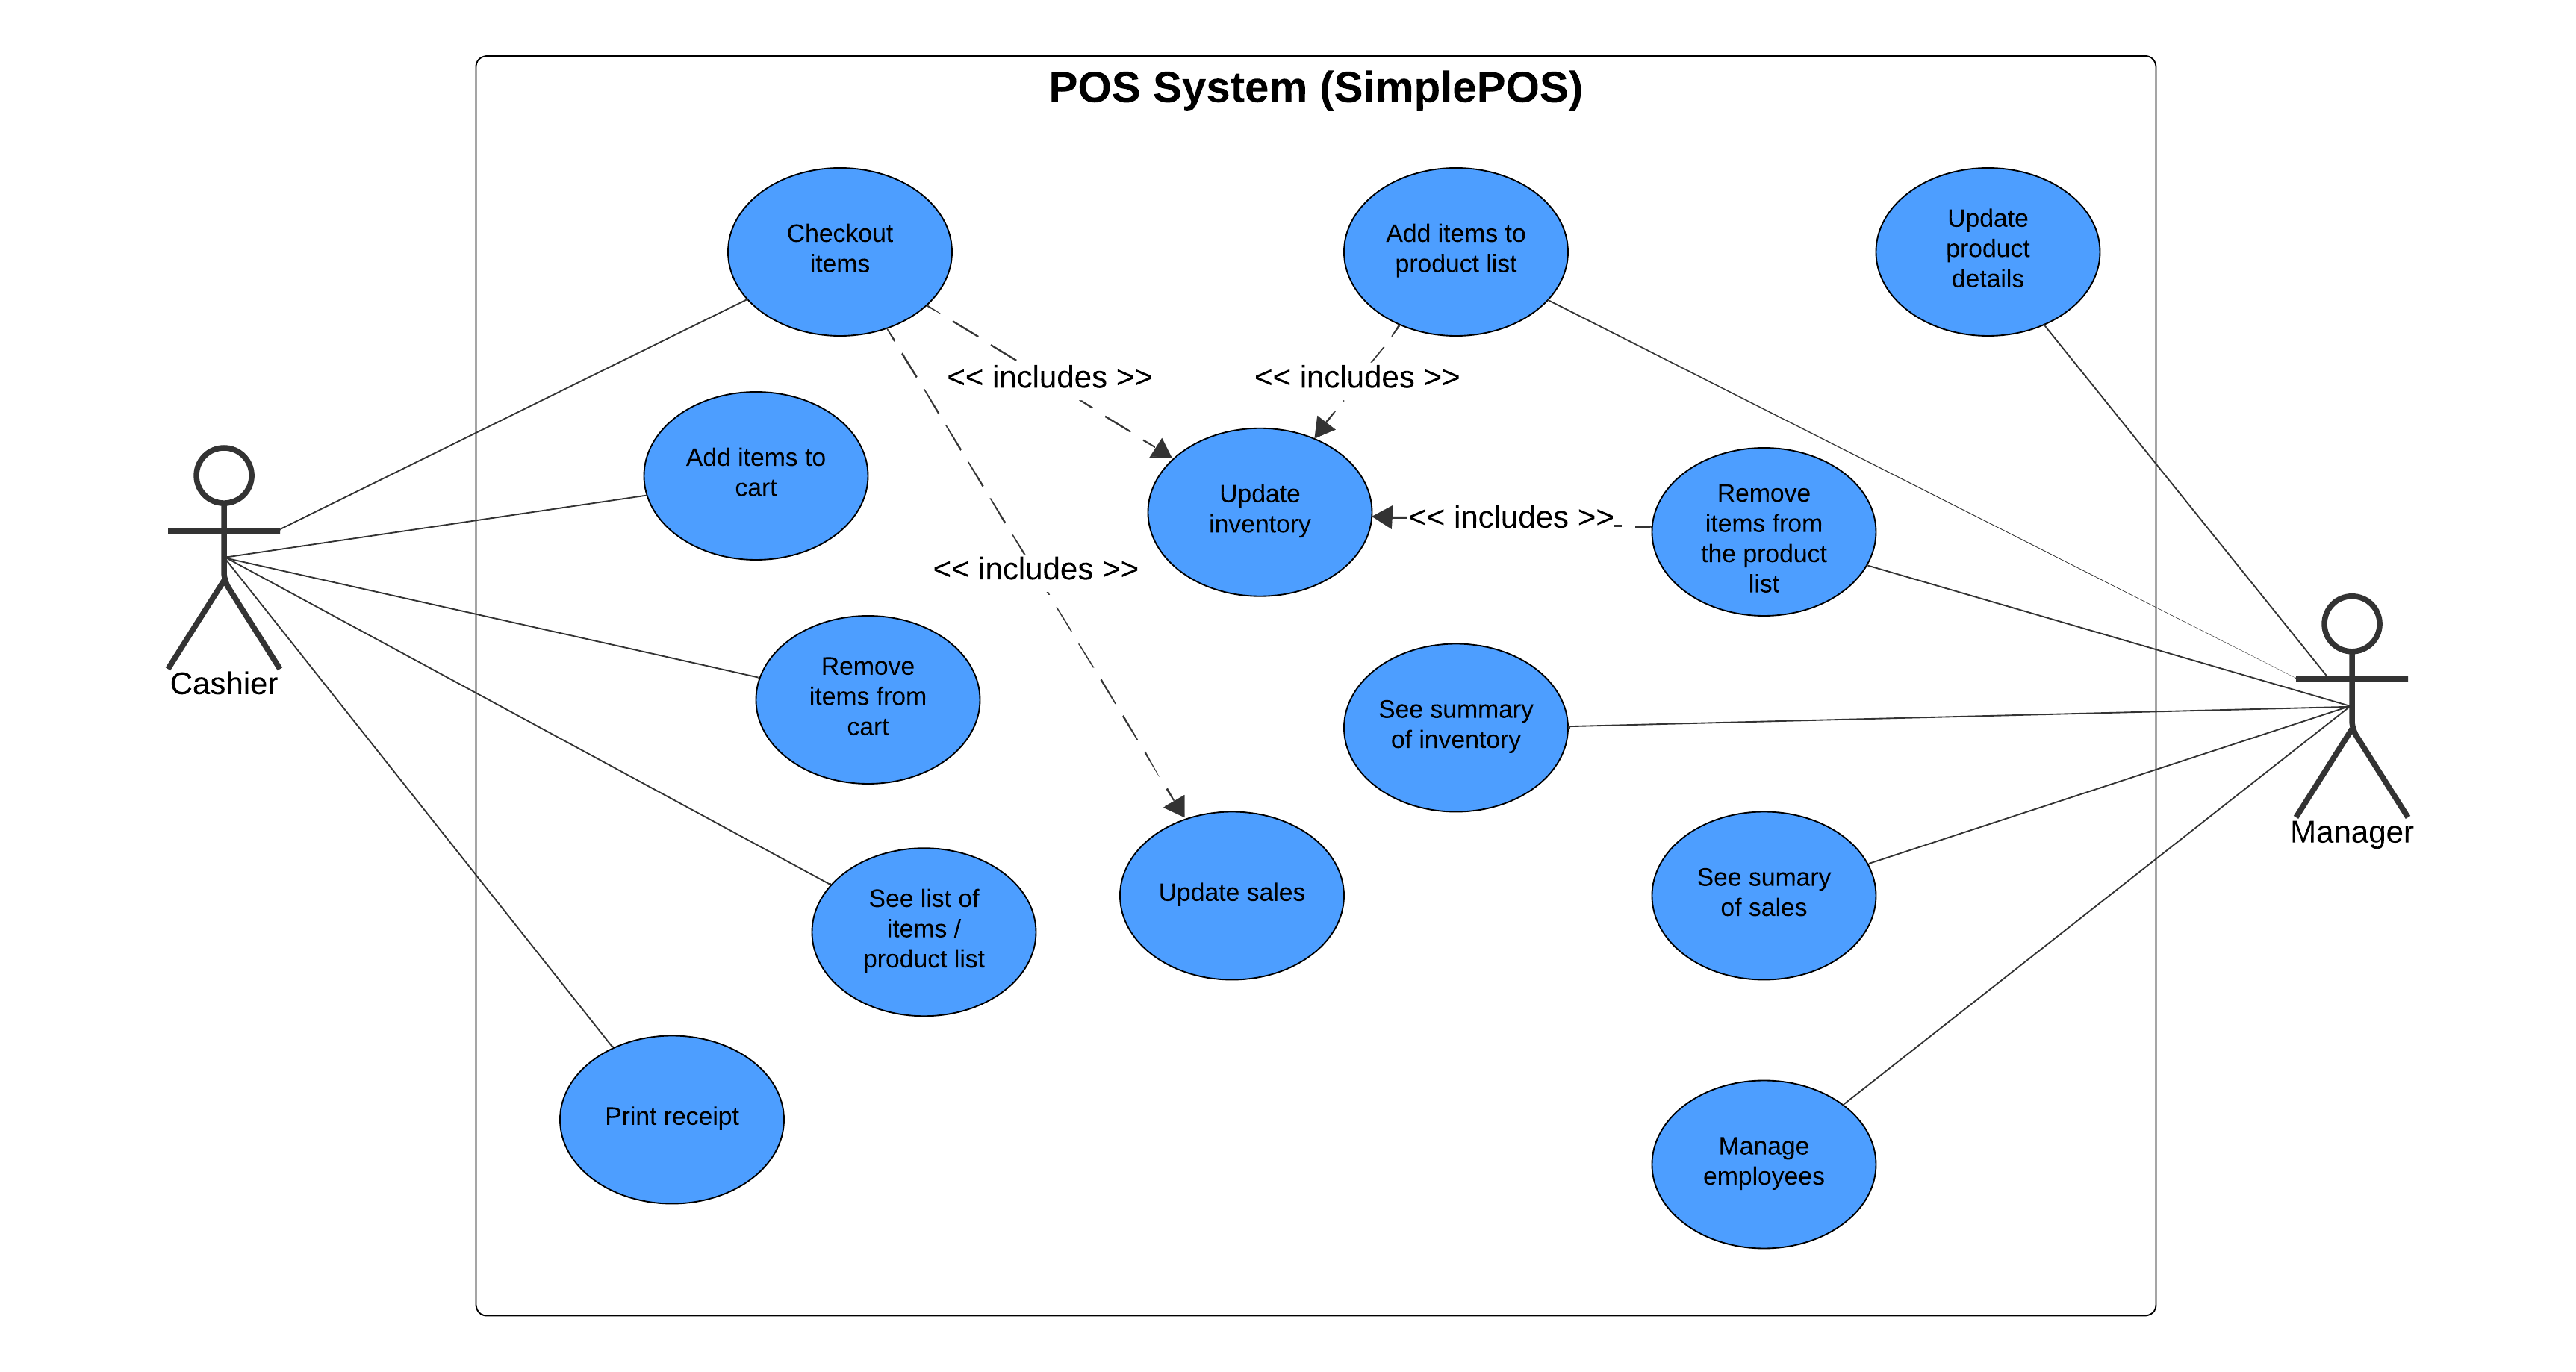 POS System (SimplePOS)
Checkout
items
Add items to
product list
Update
product
details
<< includes >>
<< includes >>
Add items to
cart
Update
inventory
<< includes >>
Remove
items from
the product
list
<< includes >>
Cashier
Remove
items from
cart
See summary
of inventory
Manager
See list of
items /
product list
Update sales
See sumary
of sales
Print receipt
Manage
employees